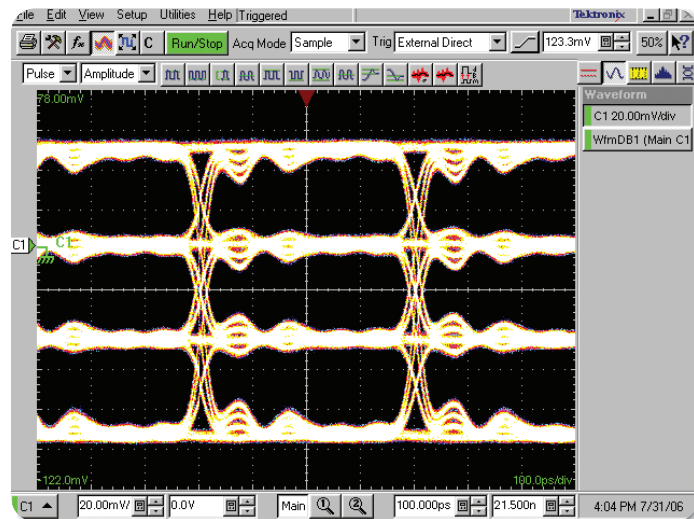 File Edit View Setup Utilities Help Triggered Tektronix
C Run/Stop Acq Mode Sample Trig External Direct 123.3mV 50%
Pulse Amplitude
78.00mV
Waveform
C1 20.00mV/div
WfmDB1 (Main C1
C1 C1
-122.0mV 100.0ps/div
C1 20.00mV/ 0.0V Main 1 2 100.000ps 21.500n 4:04 PM 7/31/06